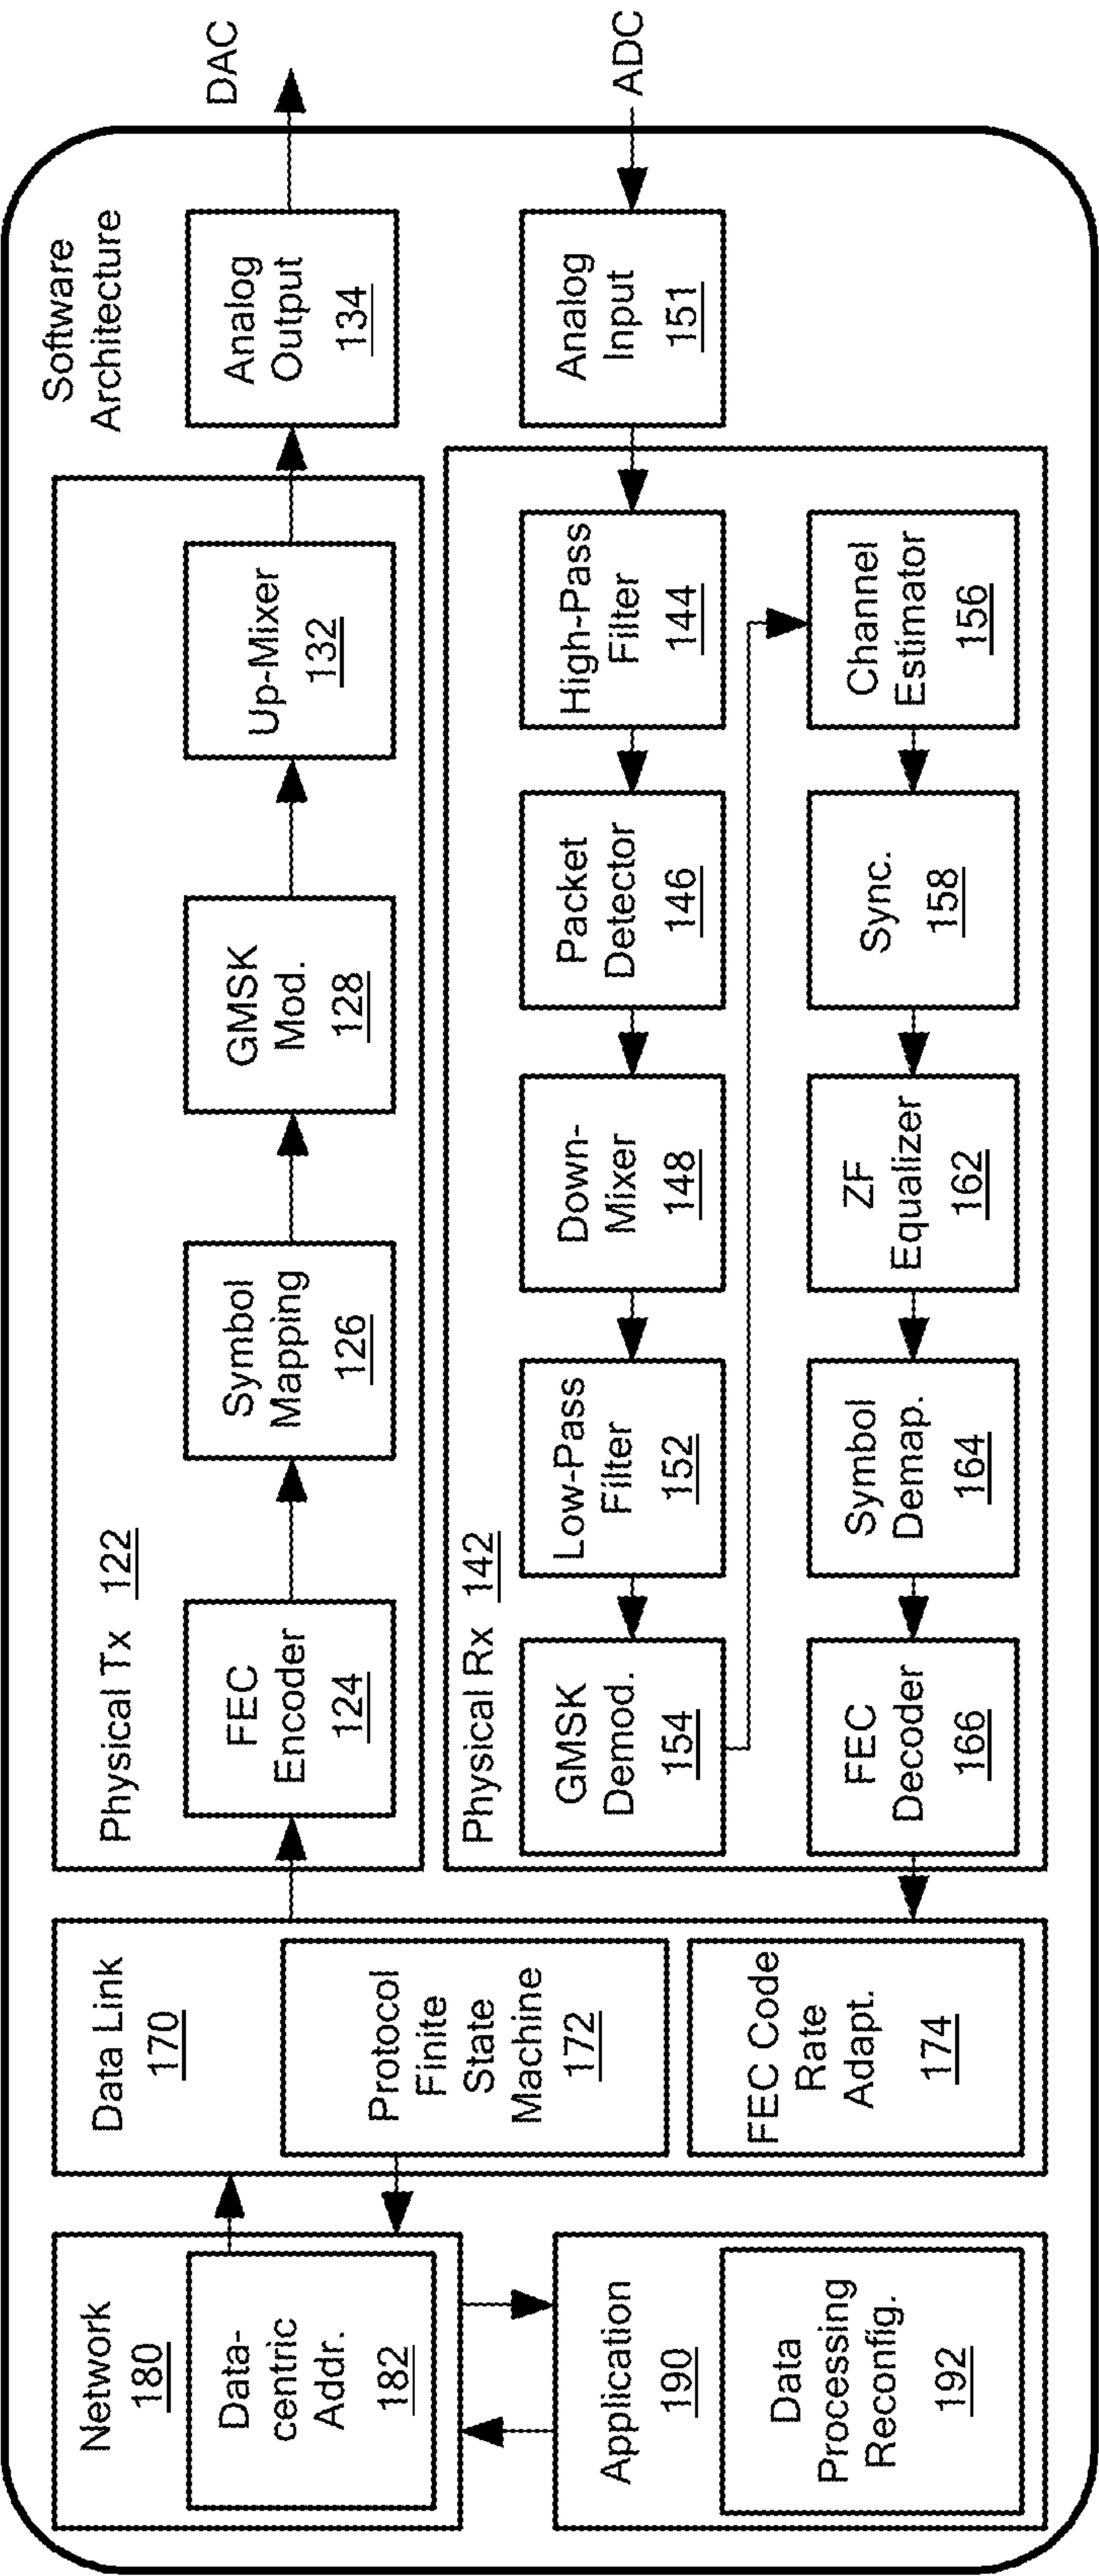 Software
Architecture
Network
180
Data-
centric
Addr.
182
Application
190
Data
Processing
Reconfig.
192
Data Link
170
Protocol
Finite
State
Machine
172
FEC Code
Rate
Adapt.
174
Physical Tx 122
FEC
Encoder
124
Symbol
Mapping
126
GMSK
Mod.
128
Up-Mixer
132
Analog
Output
134
DAC
Physical Rx 142
GMSK
Demod.
154
Low-Pass
Filter
152
Down-
Mixer
148
Packet
Detector
146
High-Pass
Filter
144
Analog
Input
151
ADC
FEC
Decoder
166
Symbol
Demap.
164
ZF
Equalizer
162
Sync.
158
Channel
Estimator
156